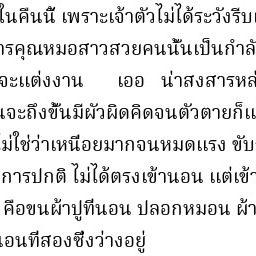 ในคืนนี้ เพราะเจ้าตัวไม่ได้ระวังรีบ
ารคุณหมอสาวสวยคนนั้นเป็นกำลั
จะแต่งงาน เออ น่าสงสารหล่
นจะถึงขั้นมีผัวผิดคิดจนตัวตายก็แ
ไม่ใช่ว่าเหนื่อยมากจนหมดแรง ขับ
การปกติ ไม่ได้ตรงเข้านอน แต่เข้า
คือขนผ้าปูที่นอน ปลอกหมอน ผ้า
นอนที่สองซึ่งว่างอยู่